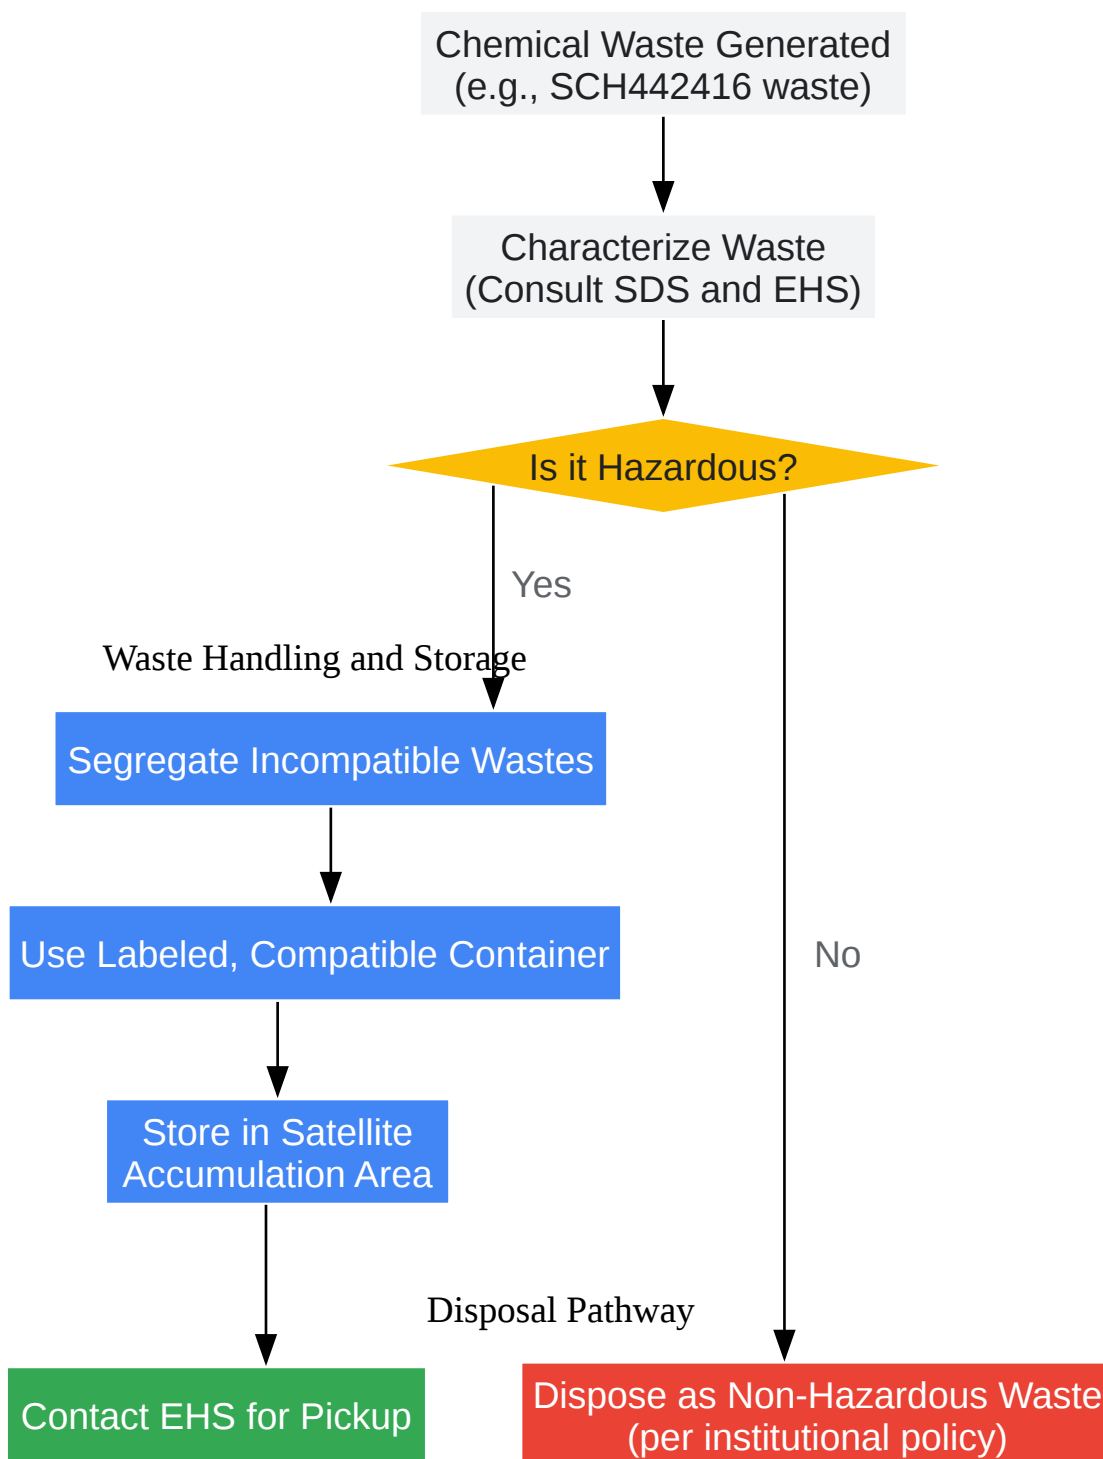 Chemical Waste Generated
(e.g., SCH442416 waste)
Characterize Waste
(Consult SDS and EHS)
Is it Hazardous?
Yes
Waste Handling and Storage
Segregate Incompatible Wastes
Use Labeled, Compatible Container
No
Store in Satellite
Accumulation Area
Disposal Pathway
Contact EHS for Pickup
Dispose as Non-Hazardous Waste
(per institutional policy)